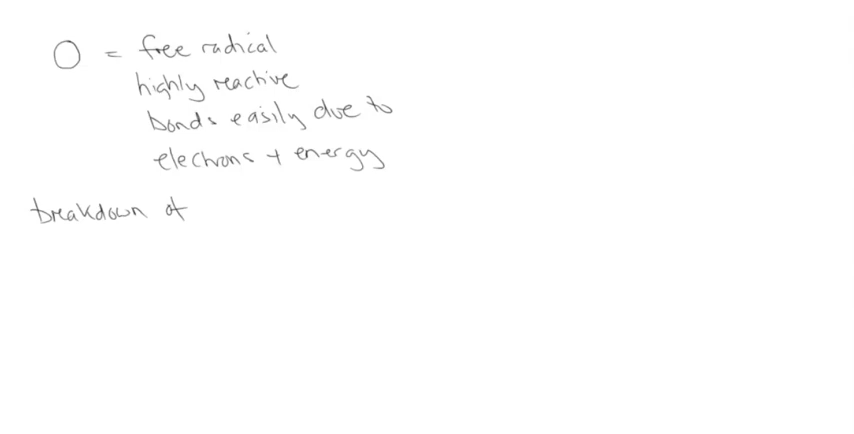 O = free radical
highly reactive
bonds easily due to
electrons + energy
breakdown of